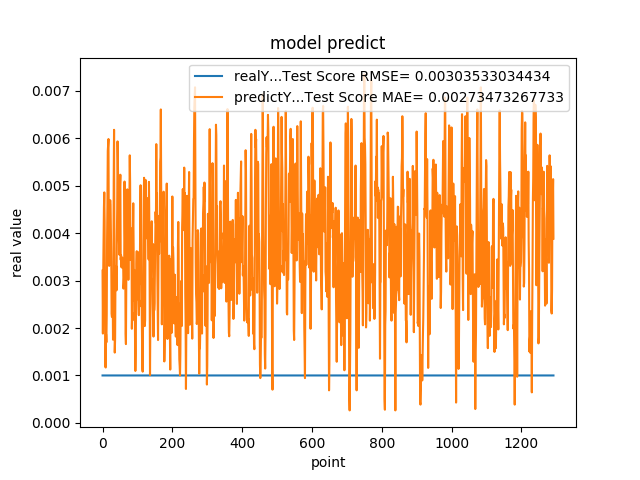 model predict
realY...Test Score RMSE= 0.00303533034434
predictY...Test Score MAE= 0.00273473267733
0.007
0.006
0.005
0.004
0.003
0.002
0.001
0.000
real value
0 200 400 600 800 1000 1200
point